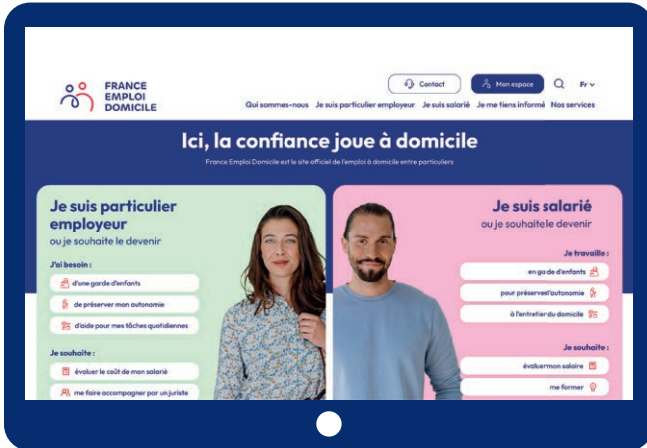 FRANCE
EMPLOI
DOMICILE
Contact
Mon espace
Fr
Qui sommes-nous Je suis particulier employeur Je suis salarié Je me tiens informé Nos services
Ici, la confiance joue à domicile
France Emploi Domicile est le site officiel de l'emploi à domicile entre particuliers
Je suis particulier
employeur
ou je souhaite le devenir
J'ai besoin :
d'une garde d'enfants
de préserver mon autonomie
d'aide pour mes tâches quotidiennes
Je souhaite :
évaluer le coût de mon salarié
me faire accompagner par un juriste
Je suis salarié
ou je souhaite le devenir
Je travaille :
en garde d'enfants
pour préserver l'autonomie
à l'entretien du domicile
Je souhaite :
évaluer mon salaire
me former